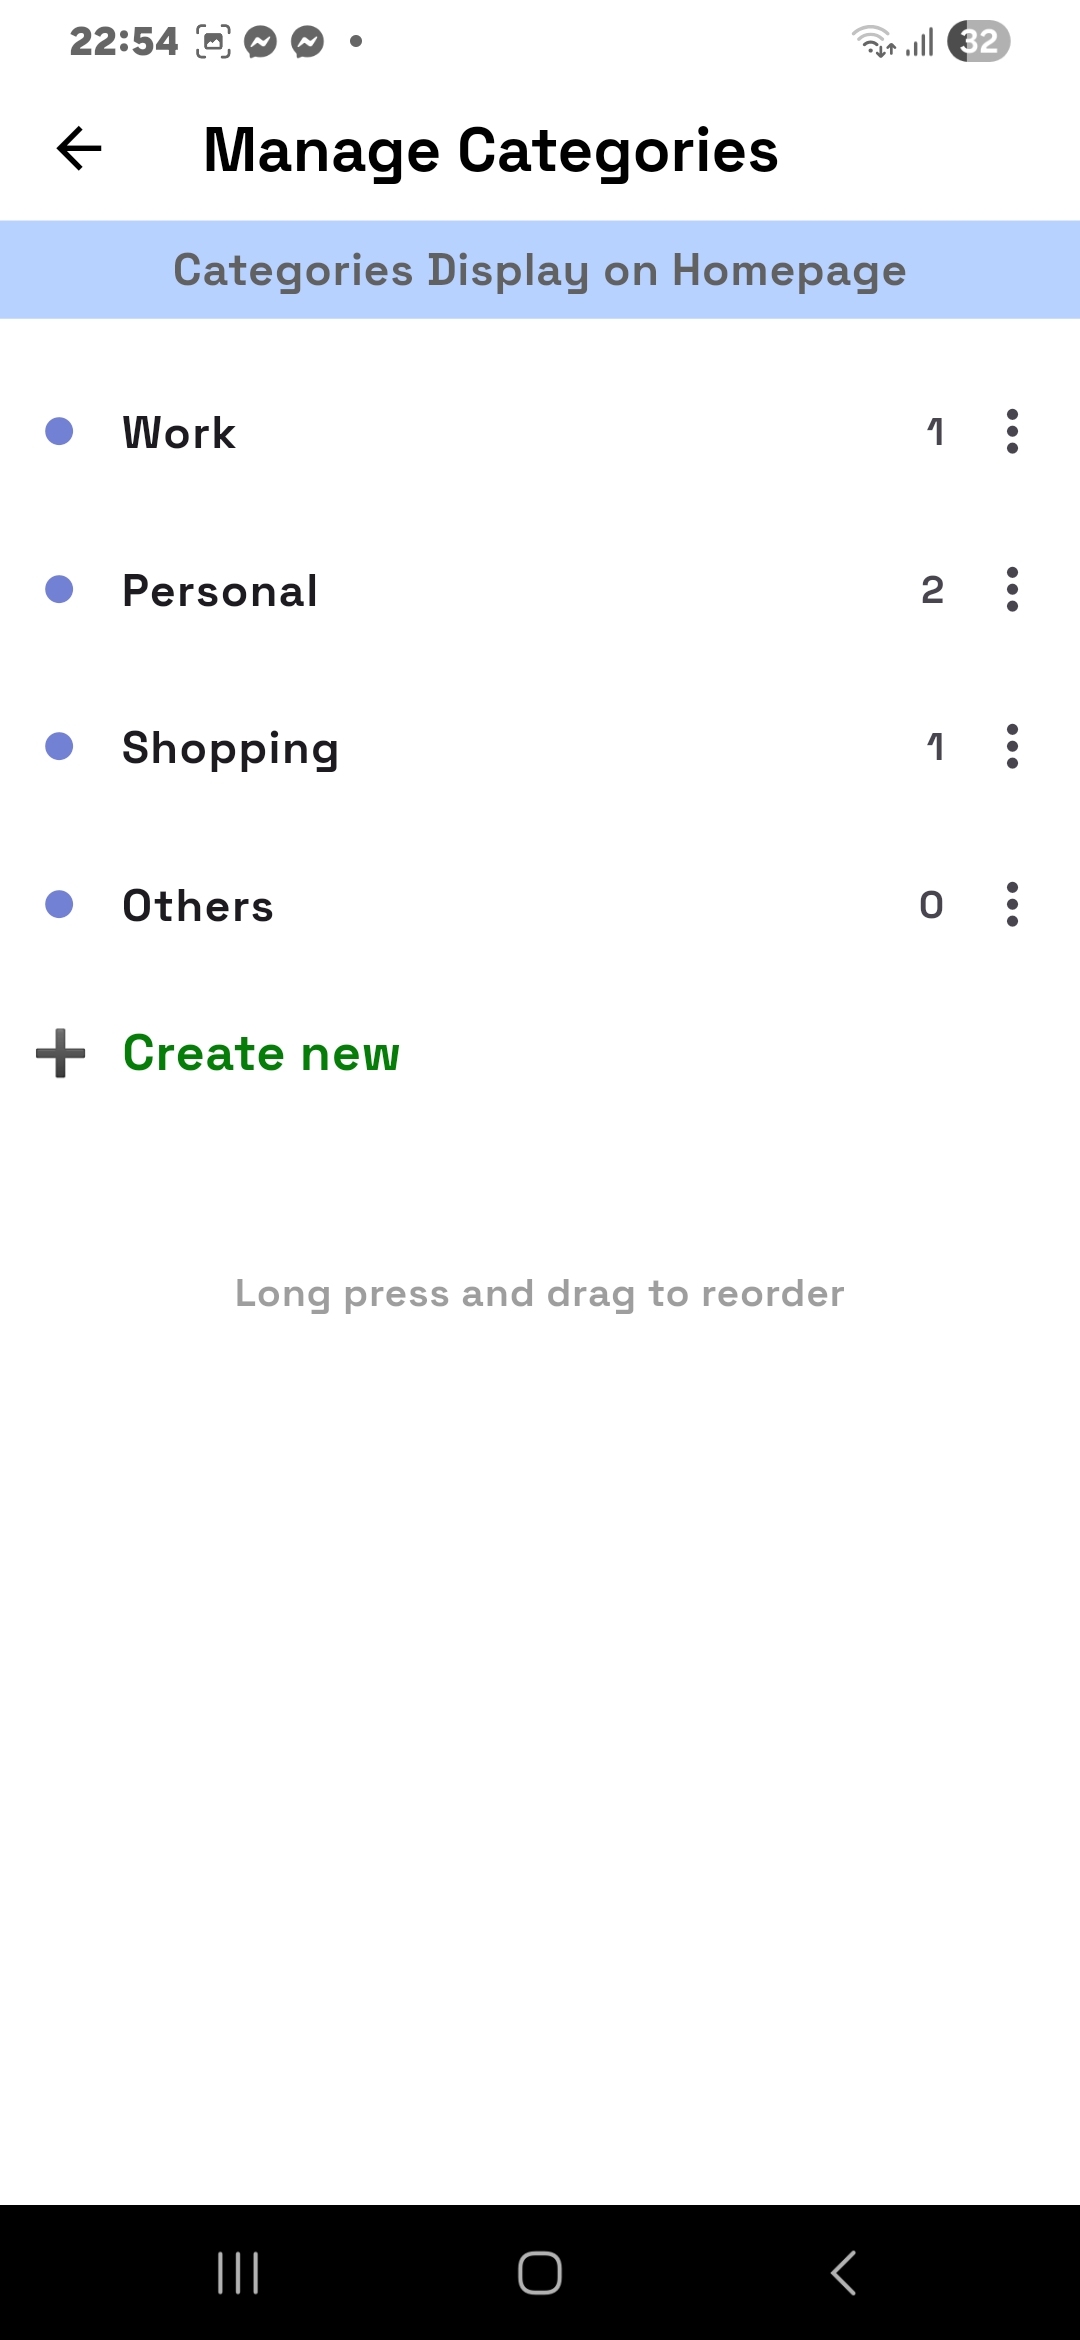 22:54
32
Manage Categories
Categories Display on Homepage
Work 1
Personal 2
Shopping 1
Others 0
Create new
Long press and drag to reorder